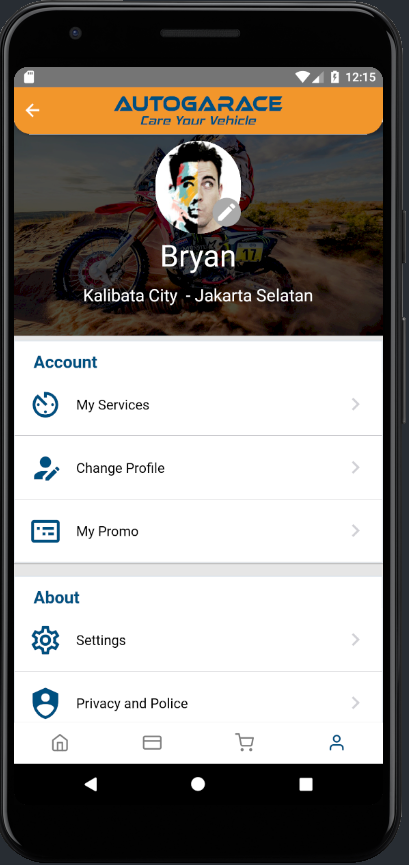 12:15
AUTOGARACE
Care Your Vehicle
17
Bryan
Kalibata City - Jakarta Selatan
Account
My Services
Change Profile
My Promo
About
Settings
Privacy and Police